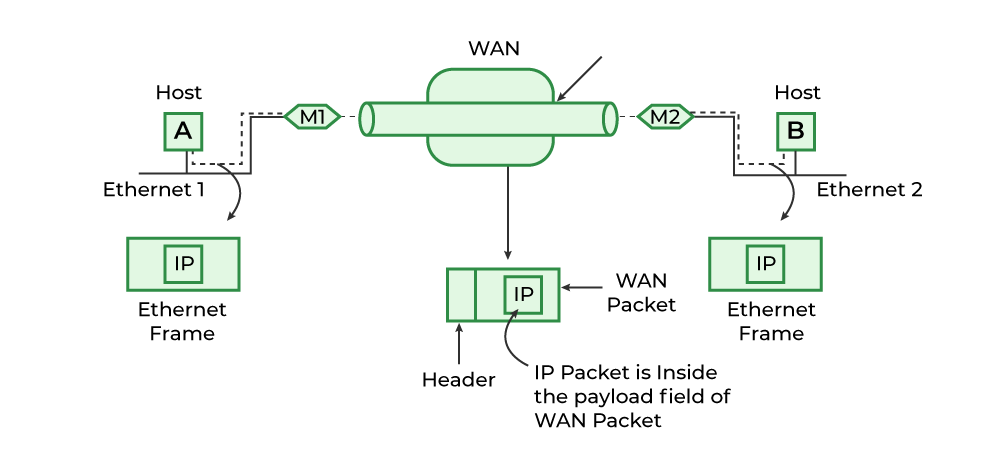 WAN
Host
Host
A
M1
M2
B
Ethernet 1
Ethernet 2
IP
IP
IP
WAN
Packet
Ethernet
Frame
Ethernet
Frame
Header
IP Packet is Inside
the payload field of
WAN Packet